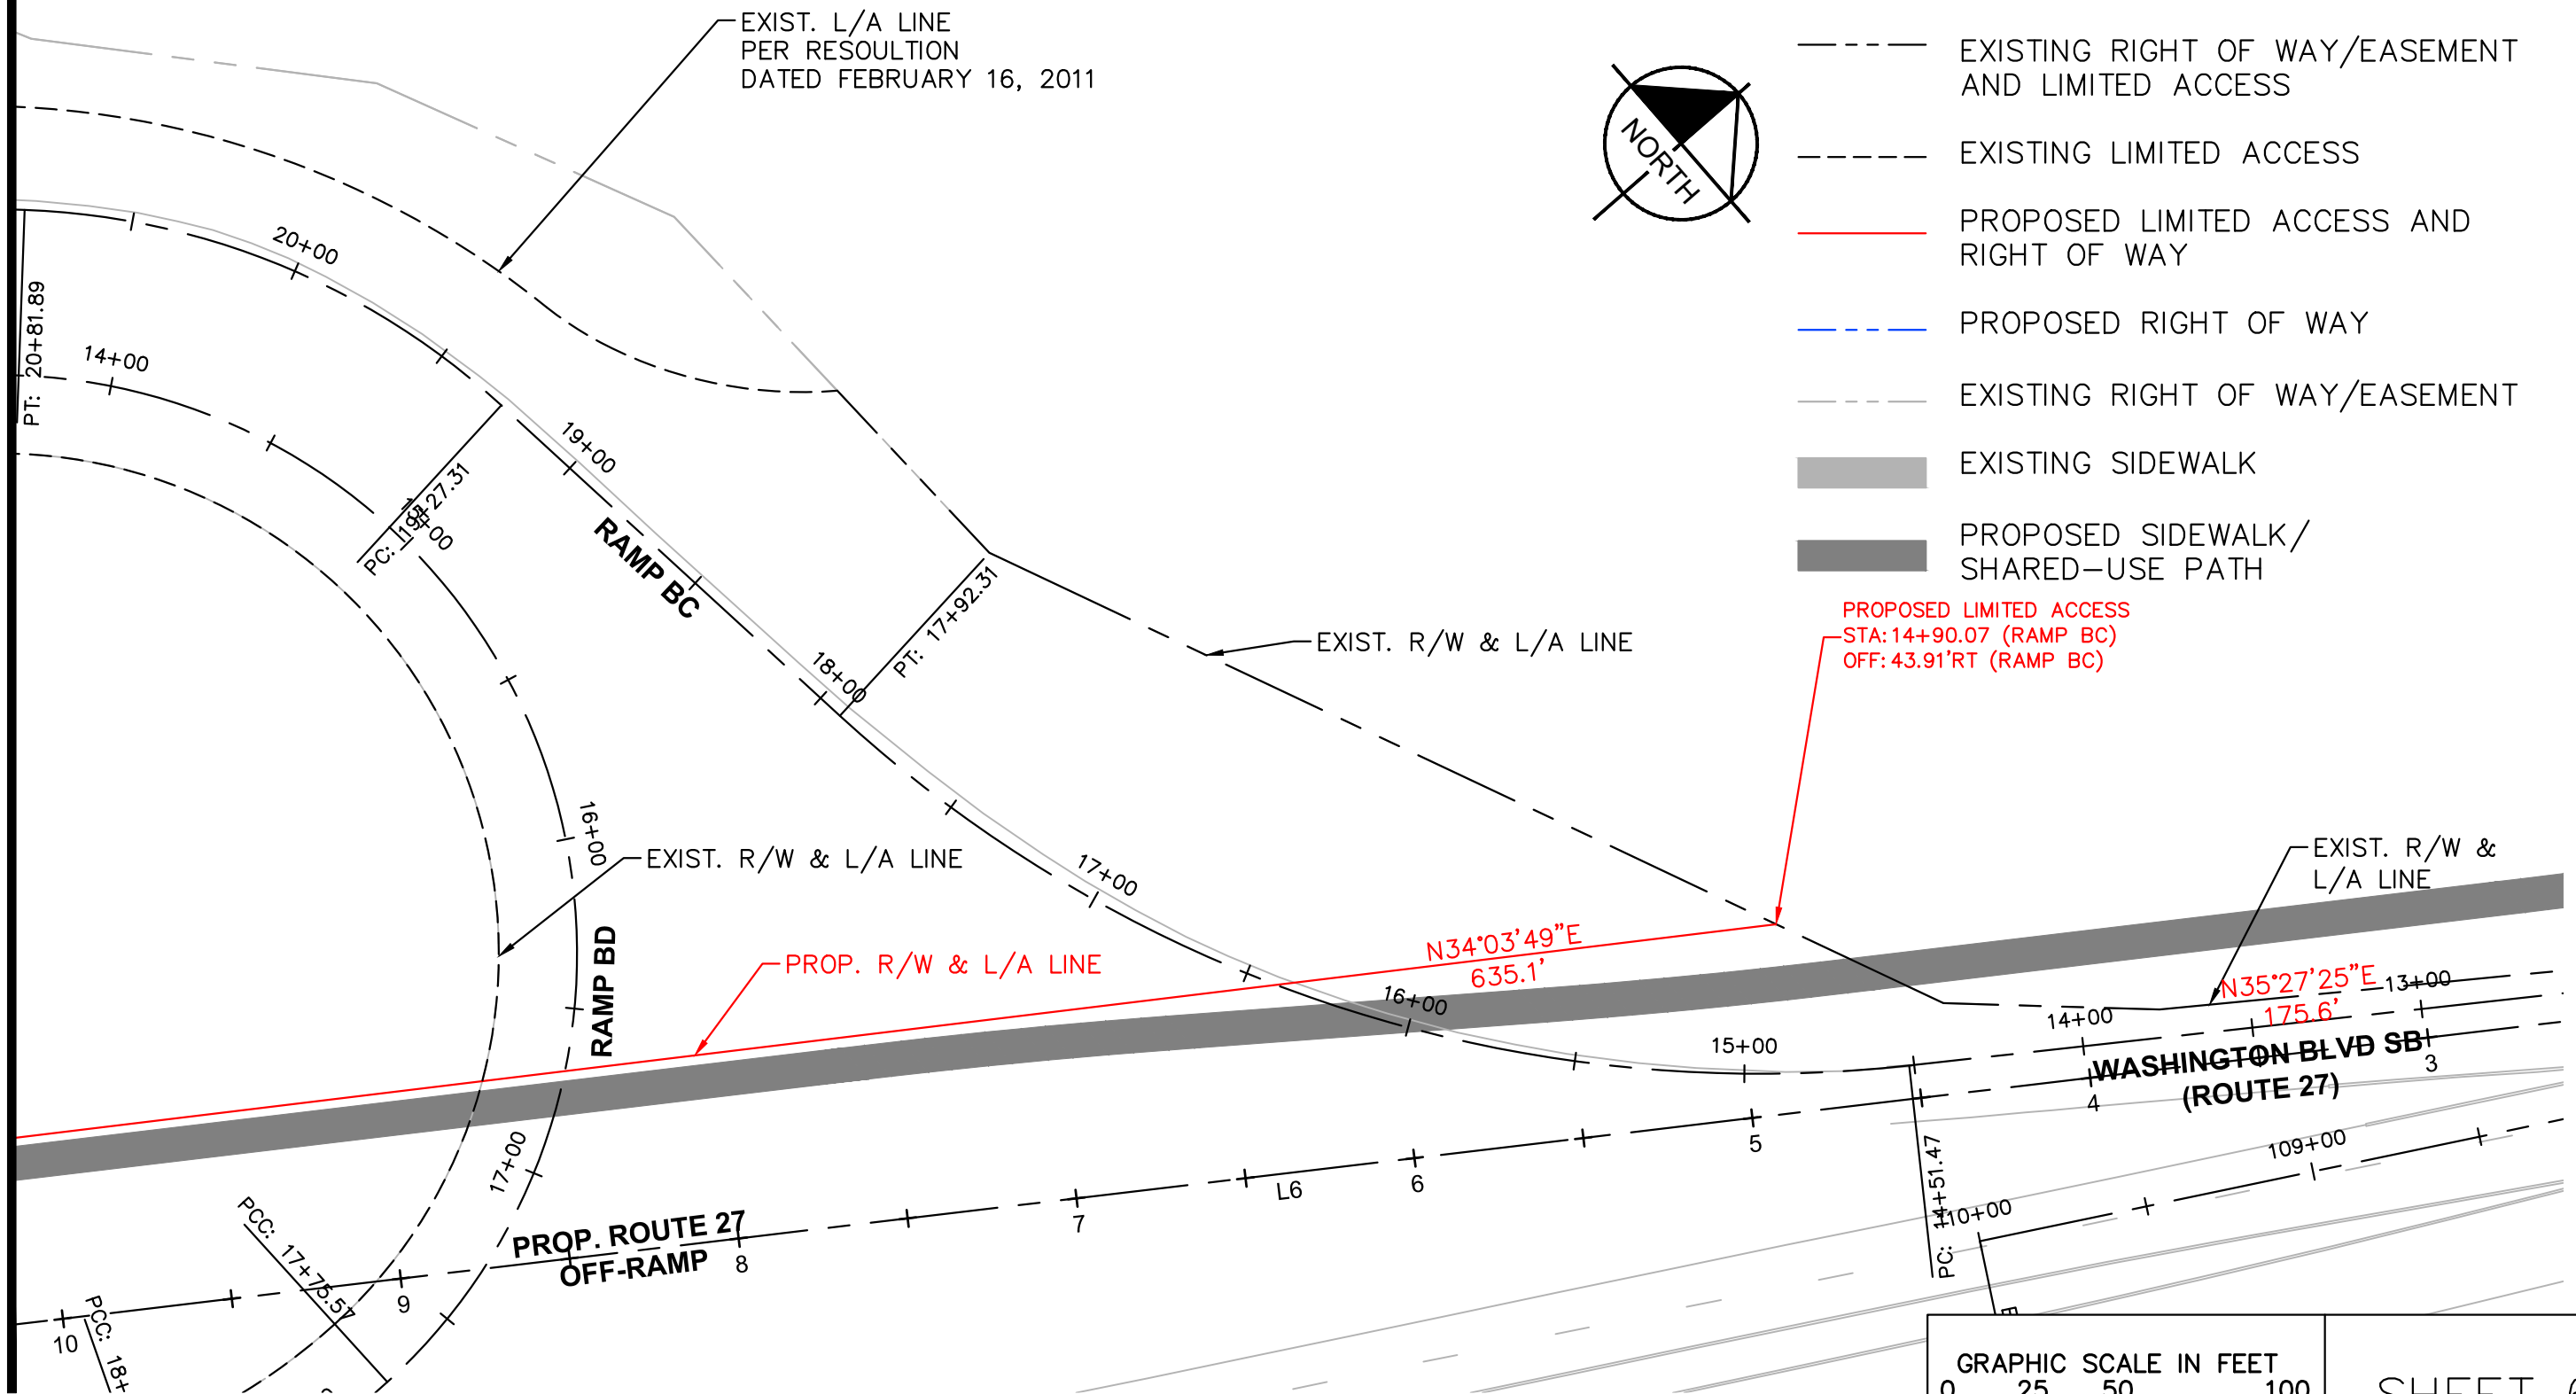 EXIST. L/A LINE
PER RESOULTION
DATED FEBRUARY 16, 2011
NORTH
EXISTING RIGHT OF WAY/EASEMENT
AND LIMITED ACCESS
EXISTING LIMITED ACCESS
PROPOSED LIMITED ACCESS AND
RIGHT OF WAY
PROPOSED RIGHT OF WAY
EXISTING RIGHT OF WAY/EASEMENT
EXISTING SIDEWALK
PROPOSED SIDEWALK/
SHARED-USE PATH
PROPOSED LIMITED ACCESS
STA: 14+90.07 (RAMP BC)
OFF: 43.91'RT (RAMP BC)
20+00
PT: 20+81.89
14+00
19+00
PC: 19+27.31
15+00
RAMP BC
18+00
PT: 17+92.31
EXIST. R/W & L/A LINE
16+00
EXIST. R/W & L/A LINE
17+00
EXIST. R/W &
L/A LINE
RAMP BD
PROP. R/W & L/A LINE
N34°03'49"E
635.1'
16+00
15+00
14+00
N35°27'25"E
175.6'
13+00
WASHINGTON BLVD SB
(ROUTE 27)
3
4
5
6
L6
7
8
9
10
17+00
PROP. ROUTE 27
OFF-RAMP
PCC: 17+75.57
PCC: 18+
PC: 14+51.47
110+00
109+00
GRAPHIC SCALE IN FEET
0 25 50 100
SHEET